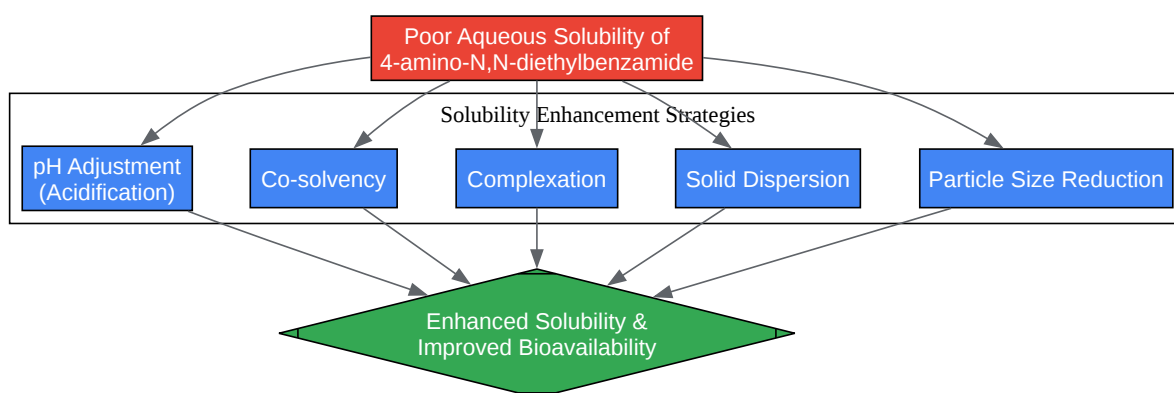 Poor Aqueous Solubility of
4-amino-N,N-diethylbenzamide
Solubility Enhancement Strategies
pH Adjustment
(Acidification)
Co-solvency
Complexation
Solid Dispersion
Particle Size Reduction
Enhanced Solubility &
Improved Bioavailability